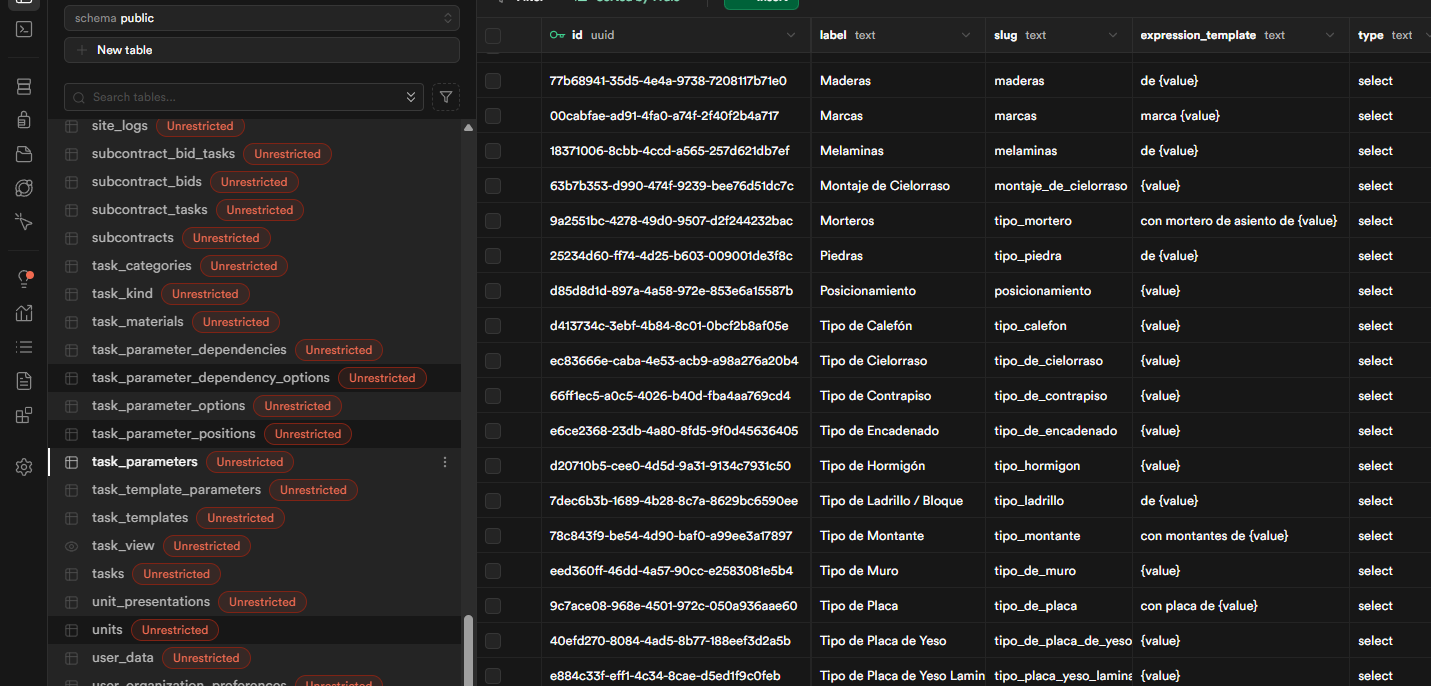 schema public
New table
Search tables...
site_logs Unrestricted
subcontract_bid_tasks Unrestricted
subcontract_bids Unrestricted
subcontract_tasks Unrestricted
subcontracts Unrestricted
task_categories Unrestricted
task_kind Unrestricted
task_materials Unrestricted
task_parameter_dependencies Unrestricted
task_parameter_dependency_options Unrestricted
task_parameter_options Unrestricted
task_parameter_positions Unrestricted
task_parameters Unrestricted
task_template_parameters Unrestricted
task_templates Unrestricted
task_view Unrestricted
tasks Unrestricted
unit_presentations Unrestricted
units Unrestricted
user_data Unrestricted
user_organization_preferences Unrestricted
id uuid label text slug text expression_template text type text
77b68941-35d5-4e4a-9738-7208117b71e0 Maderas maderas de {value} select
00cabfae-ad91-4fa0-a74f-2f40f2b4a717 Marcas marcas marca {value} select
18371006-8cbb-4ccd-a565-257d621db7ef Melaminas melaminas de {value} select
63b7b353-d990-474f-9239-bee76d51dc7c Montaje de Cielorraso montaje_de_cielorraso {value} select
9a2551bc-4278-49d0-9507-d2f244232bac Morteros tipo_mortero con mortero de asiento de {value} select
25234d60-ff74-4d25-b603-009001de3f8c Piedras tipo_piedra de {value} select
d85d8d1d-897a-4a58-972e-853e6a15587b Posicionamiento posicionamiento {value} select
d413734c-3ebf-4b84-8c01-0bcf2b8af05e Tipo de Calefón tipo_calefon {value} select
ec83666e-caba-4e53-acb9-a98a276a20b4 Tipo de Cielorraso tipo_de_cielorraso {value} select
66ff1ec5-a0c5-4026-b40d-fba4aa769cd4 Tipo de Contrapiso tipo_de_contrapiso {value} select
e6ce2368-23db-4a80-8fd5-9f0d45636405 Tipo de Encadenado tipo_de_encadenado {value} select
d20710b5-cee0-4d5d-9a31-9134c7931c50 Tipo de Hormigón tipo_hormigon {value} select
7dec6b3b-1689-4b28-8c7a-8629bc6590ee Tipo de Ladrillo / Bloque tipo_ladrillo de {value} select
78c843f9-be54-4d90-baf0-a99ee3a17897 Tipo de Montante tipo_montante con montantes de {value} select
eed360ff-46dd-4a57-90cc-e2583081e5b4 Tipo de Muro tipo_de_muro {value} select
9c7ace08-968e-4501-972c-050a936aae60 Tipo de Placa tipo_de_placa con placa de {value} select
40efd270-8084-4ad5-8b77-188eef3d2a5b Tipo de Placa de Yeso tipo_de_placa_de_yeso {value} select
e884c33f-eff1-4c34-8cae-d5ed1f9c0feb Tipo de Placa de Yeso Lamin tipo_placa_yeso_lamina {value} select